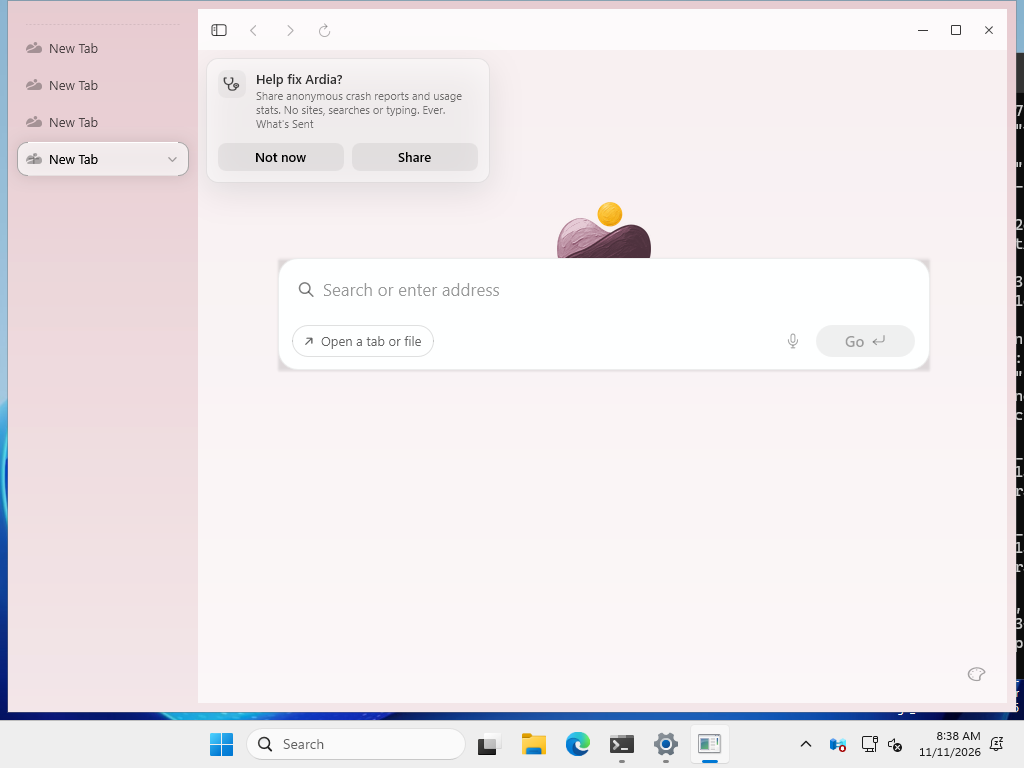 New Tab
New Tab
New Tab
New Tab
Help fix Ardia?
Share anonymous crash reports and usage
stats. No sites, searches or typing. Ever.
What's Sent
Not now
Share
Search or enter address
Open a tab or file
Go
Search
8:38 AM
11/11/2026